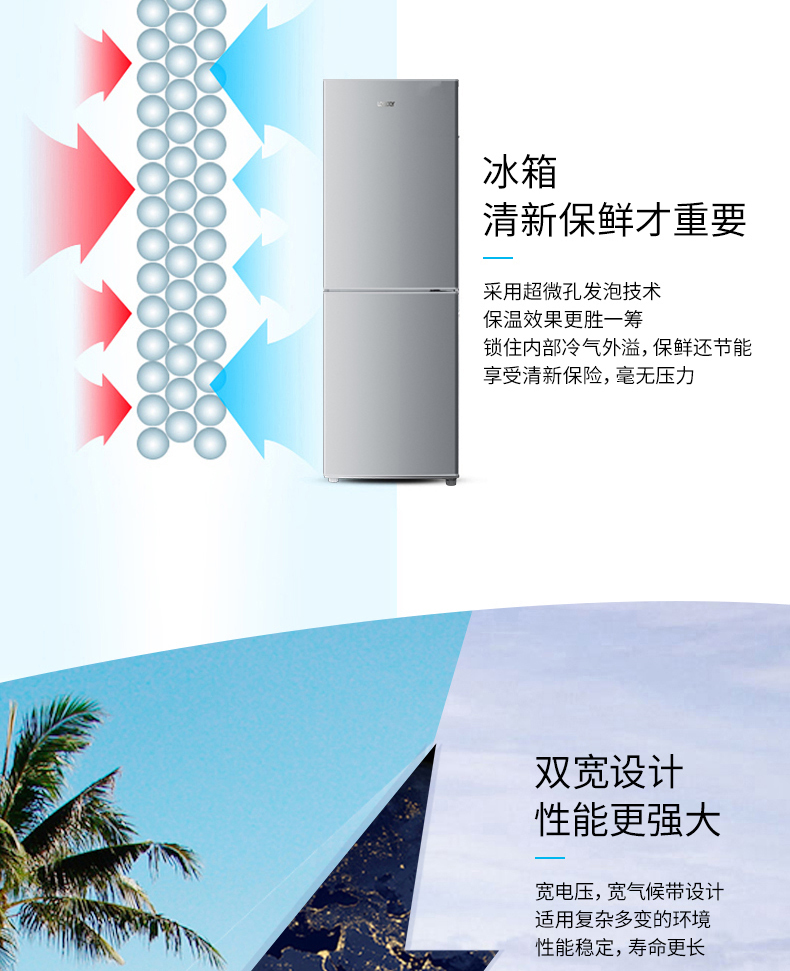 冰箱
清新保鲜才重要
采用超微孔发泡技术
保温效果更胜一筹
锁住内部冷气外溢，保鲜还节能
享受清新保险，毫无压力
双宽设计
性能更强大
宽电压，宽气候带设计
适用复杂多变的环境
性能稳定，寿命更长